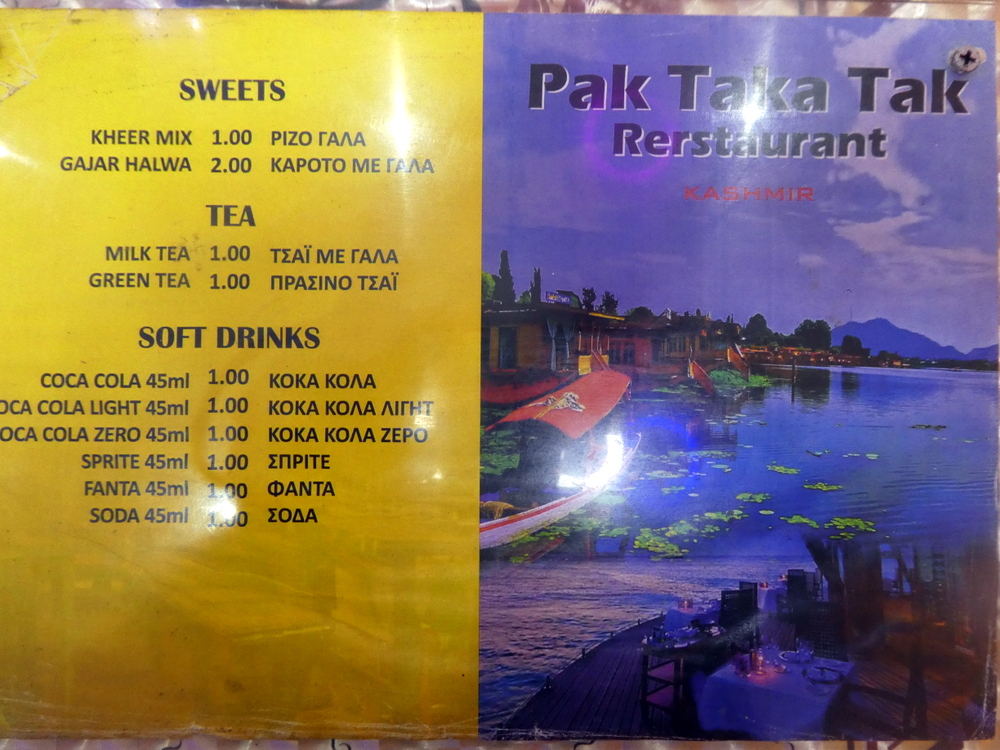 SWEETS
KHEER MIX 1.00 ΡΙΖΟ ΓΑΛΑ
GAJAR HALWA 2.00 ΚΑΡΟΤΟ ΜΕ ΓΑΛΑ
TEA
MILK TEA 1.00 ΤΣΑΪ ΜΕ ΓΑΛΑ
GREEN TEA 1.00 ΠΡΑΣΙΝΟ ΤΣΑΪ
SOFT DRINKS
COCA COLA 45ml 1.00 ΚΟΚΑ ΚΟΛΑ
OCA COLA LIGHT 45ml 1.00 ΚΟΚΑ ΚΟΛΑ ΛΙΓΗΤ
OCA COLA ZERO 45ml 1.00 ΚΟΚΑ ΚΟΛΑ ΖΕΡΟ
SPRITE 45ml 1.00 ΣΠΡΙΤΕ
FANTA 45ml 1.00 ΦΑΝΤΑ
SODA 45ml 1.00 ΣΟΔΑ
Pak Taka Tak
Rerstaurant
KASHMIR